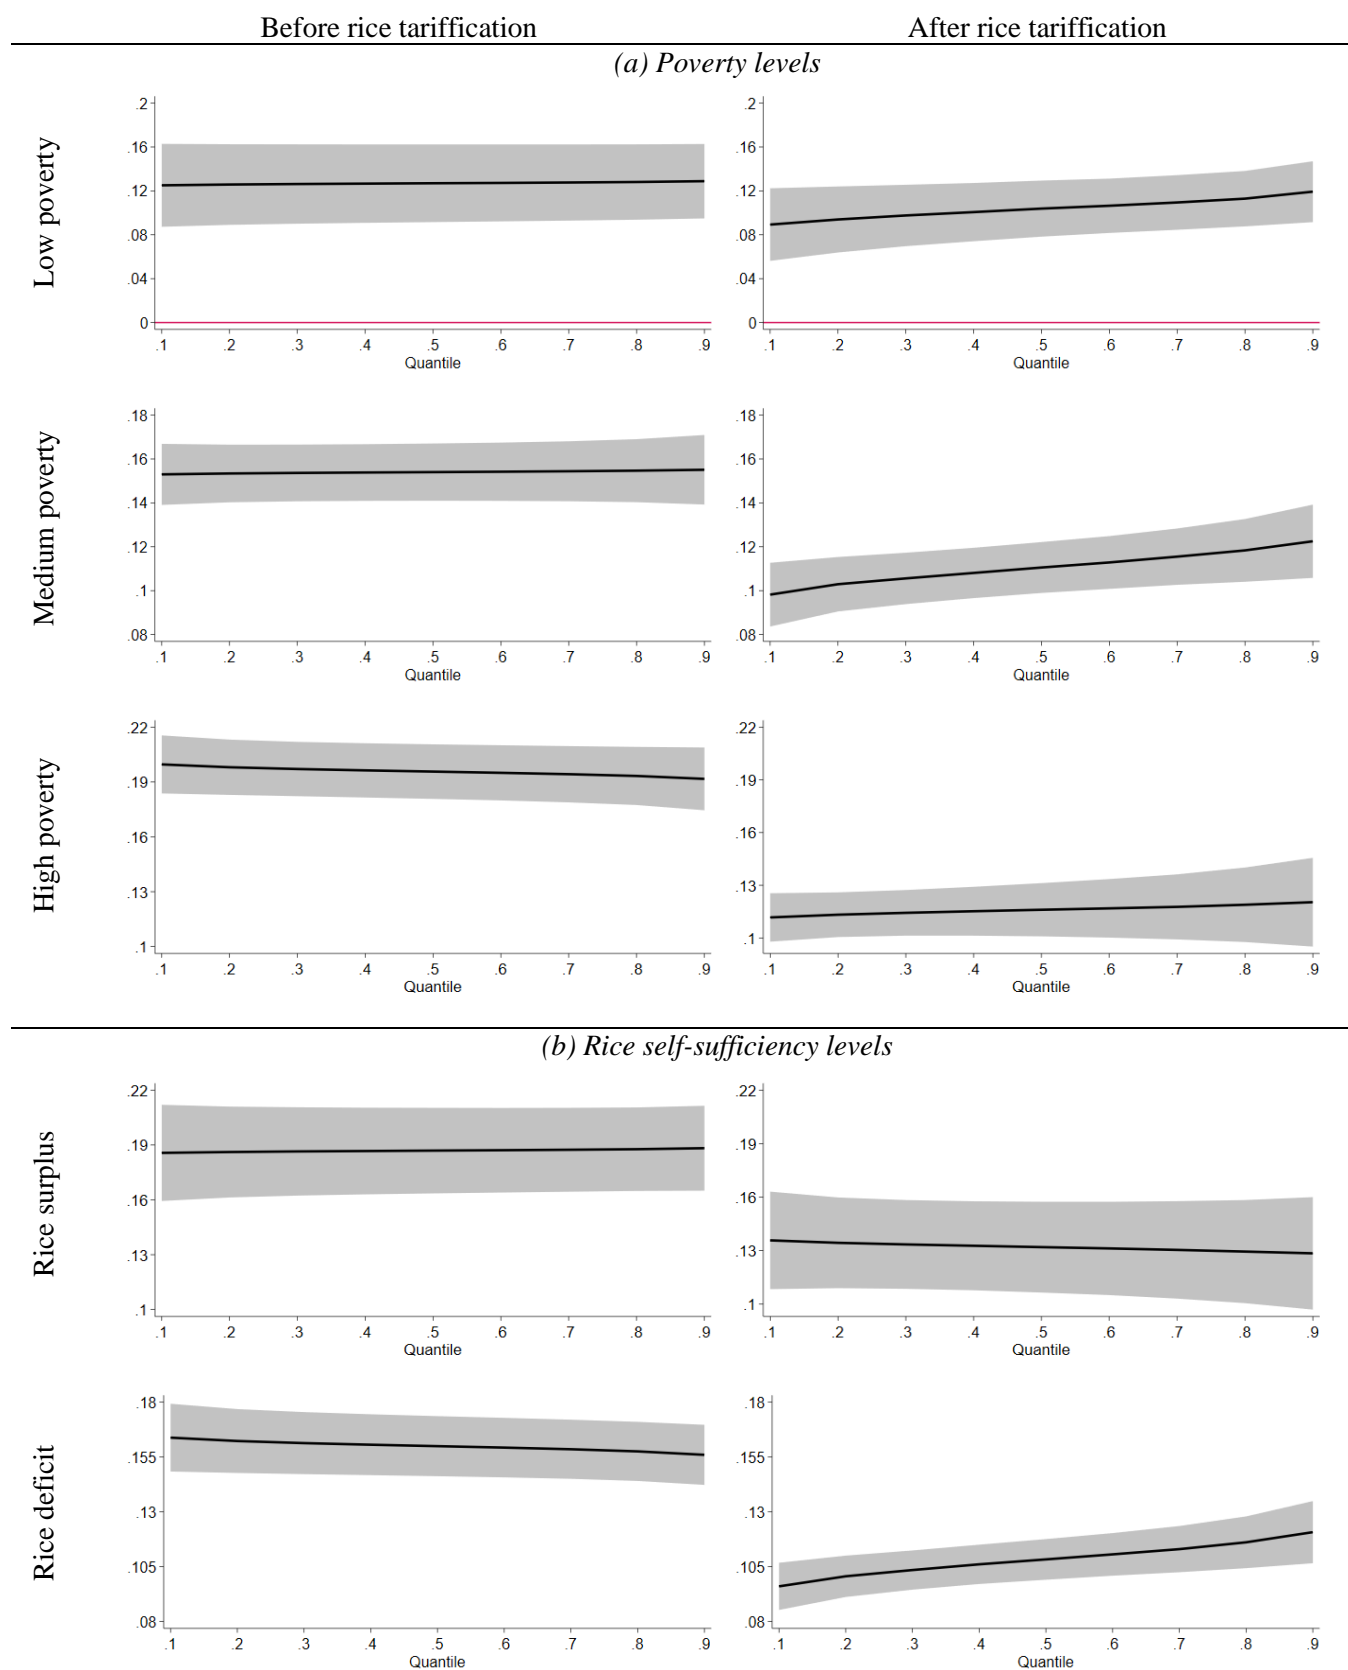 Before rice tariffication After rice tariffication
(a) Poverty levels
Low poverty
.2
.16
.12
.08
.04
0
.1 .2 .3 .4 .5 .6 .7 .8 .9
Quantile
.2
.16
.12
.08
.04
0
.1 .2 .3 .4 .5 .6 .7 .8 .9
Quantile
Medium poverty
.18
.16
.14
.12
.1
.08
.1 .2 .3 .4 .5 .6 .7 .8 .9
Quantile
.18
.16
.14
.12
.1
.08
.1 .2 .3 .4 .5 .6 .7 .8 .9
Quantile
High poverty
.22
.19
.16
.13
.1
.1 .2 .3 .4 .5 .6 .7 .8 .9
Quantile
.22
.19
.16
.13
.1
.1 .2 .3 .4 .5 .6 .7 .8 .9
Quantile
(b) Rice self-sufficiency levels
Rice surplus
.22
.19
.16
.13
.1
.1 .2 .3 .4 .5 .6 .7 .8 .9
Quantile
.22
.19
.16
.13
.1
.1 .2 .3 .4 .5 .6 .7 .8 .9
Quantile
Rice deficit
.18
.155
.13
.105
.08
.1 .2 .3 .4 .5 .6 .7 .8 .9
Quantile
.18
.155
.13
.105
.08
.1 .2 .3 .4 .5 .6 .7 .8 .9
Quantile